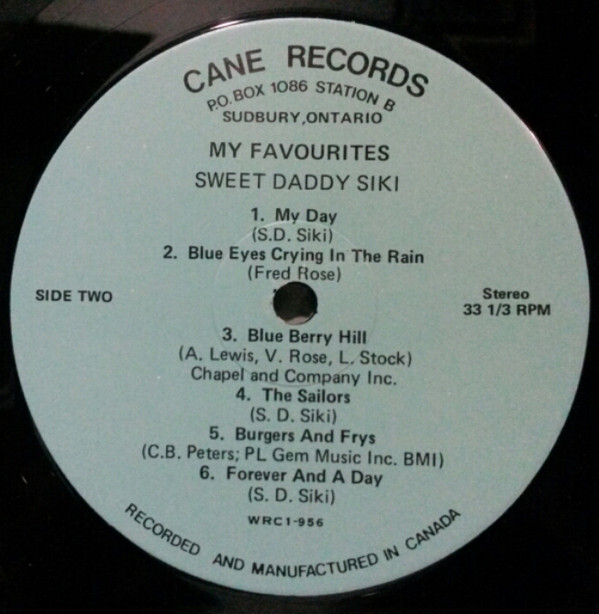 CANE RECORDS
P.O. BOX 1086 STATION B
SUDBURY, ONTARIO
MY FAVOURITES
SWEET DADDY SIKI
1. My Day
(S.D. Siki)
2. Blue Eyes Crying In The Rain
(Fred Rose)
SIDE TWO
Stereo
33 1/3 RPM
3. Blue Berry Hill
(A. Lewis, V. Rose, L. Stock)
Chapel and Company Inc.
4. The Sailors
(S. D. Siki)
5. Burgers And Frys
(C.B. Peters; PL Gem Music Inc. BMI)
6. Forever And A Day
(S. D. Siki)
WRC1-956
RECORDED AND MANUFACTURED IN CANADA